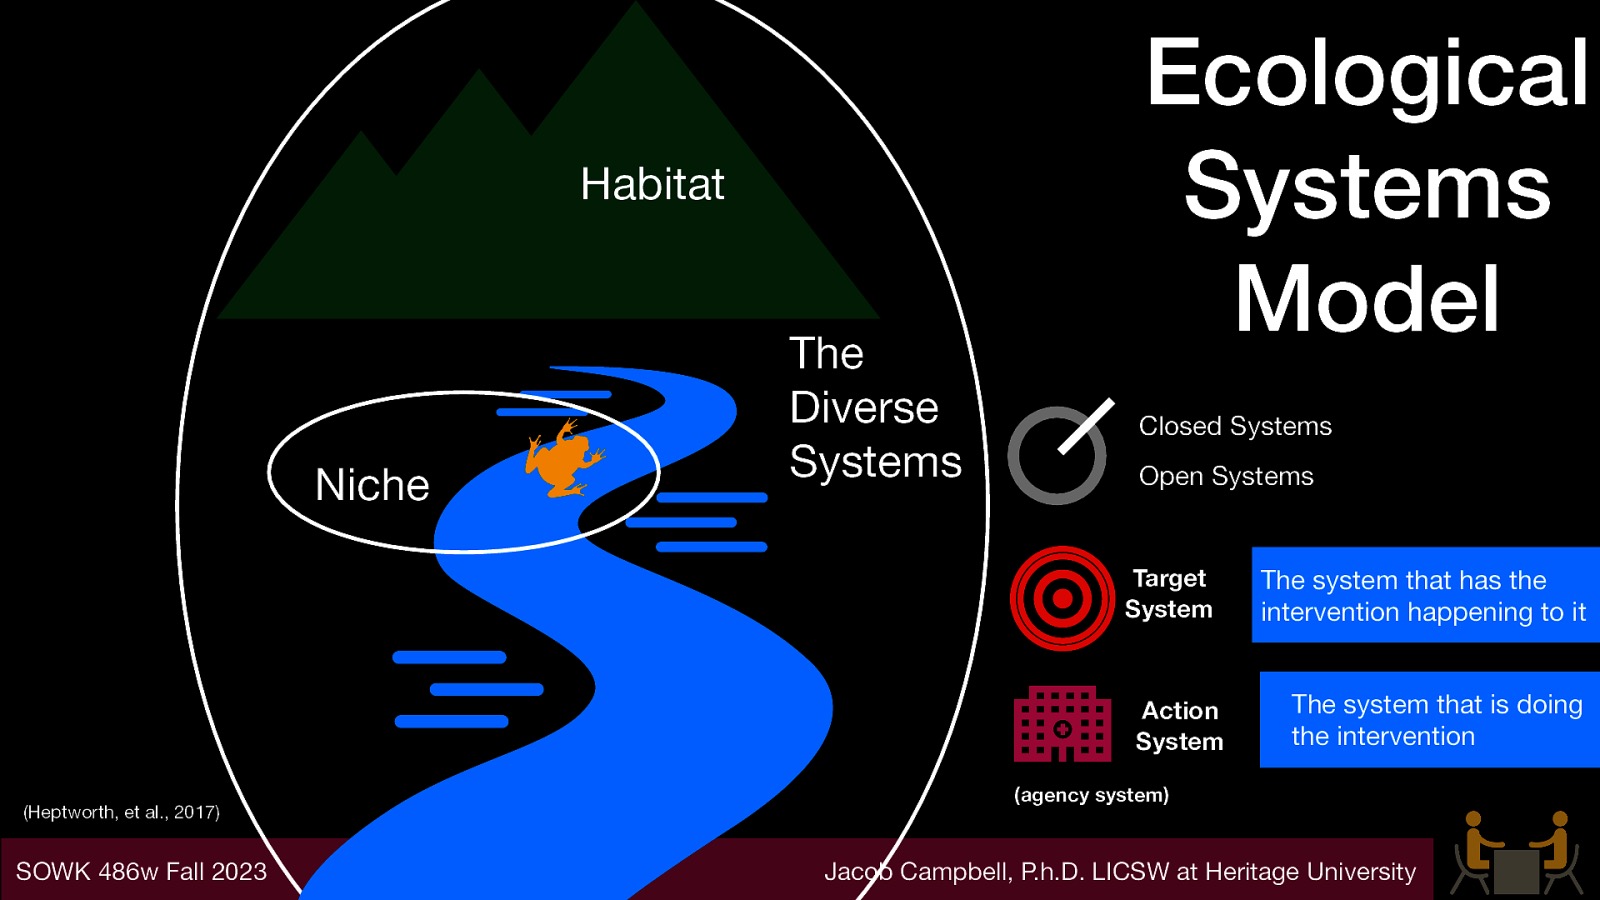 Ecological
Systems
Model
Habitat
The
Diverse
Systems
Niche
Closed Systems
Open Systems
Target
System
The system that has the
intervention happening to it
Action
System
The system that is doing
the intervention
(agency system)
(Heptworth, et al., 2017)
SOWK 486w Fall 2023
Jacob Campbell, P.h.D. LICSW at Heritage University